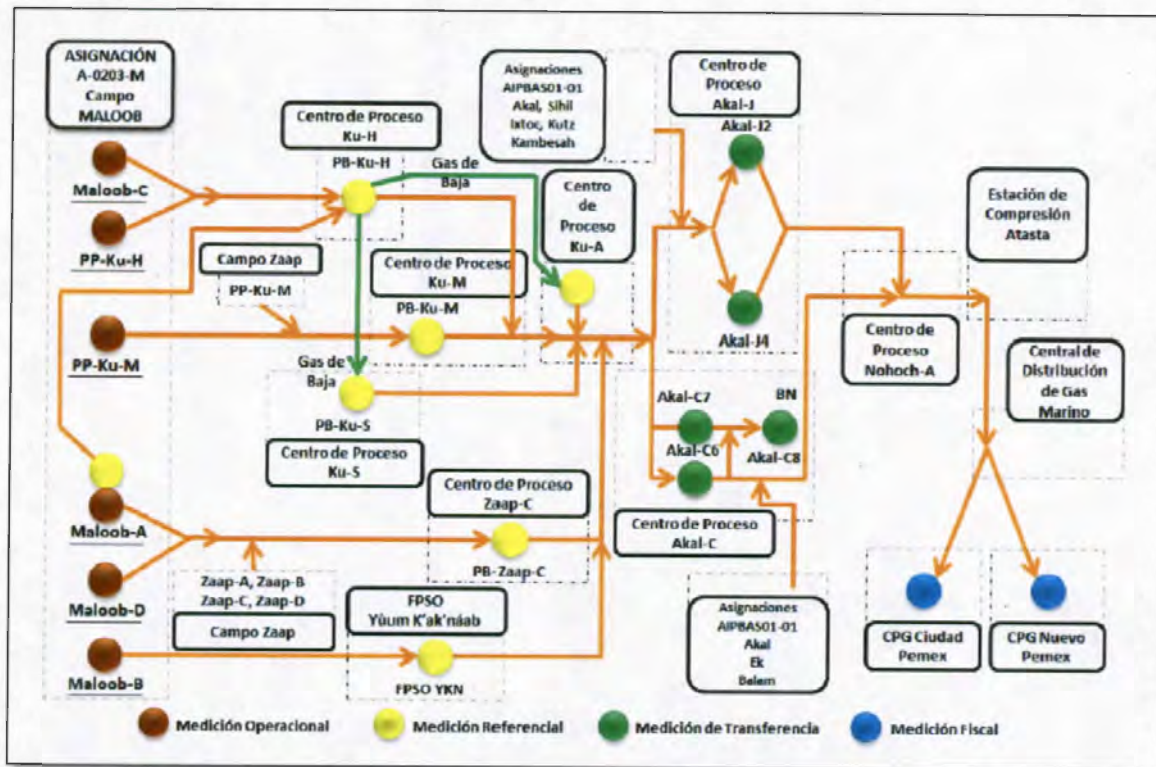 ASIGNACIÓN
A-0203-M
Campo
MALOOB
Maloob-C
PP-Ku-H
PP-Ku-M
Maloob-A
Maloob-D
Maloob-B
Centro de Proceso
Ku-H
PB-Ku-H
Gas de
Baja
Campo Zaap
PP-Ku-M
Centro de Proceso
Ku-M
PB-Ku-M
Gas de
Baja
PB-Ku-S
Centro de Proceso
Ku-S
Zaap-A, Zaap-B
Zaap-C, Zaap-D
Campo Zaap
Centro de Proceso
Zaap-C
PB-Zaap-C
FPSO
Yùum K'ak'náab
FPSO YKN
Asignaciones
AIPBAS01-01
Akal, Sihil
Ixtoc, Kutz
Kambesah
Centro
de
Proceso
Ku-A
Centro de
Proceso
Akal-J
Akal-J2
Akal-J4
Akal-C7
BN
Akal-C6
Akal-C8
Centro de Proceso
Akal-C
Asignaciones
AIPBAS01-01
Akal
Ek
Balam
Centro de
Proceso
Nohoch-A
Estación de
Compresión
Atasta
Central de
Distribución
de Gas
Marino
CPG Ciudad
Pemex
CPG Nuevo
Pemex
Medición Operacional
Medición Referencial
Medición de Transferencia
Medición Fiscal